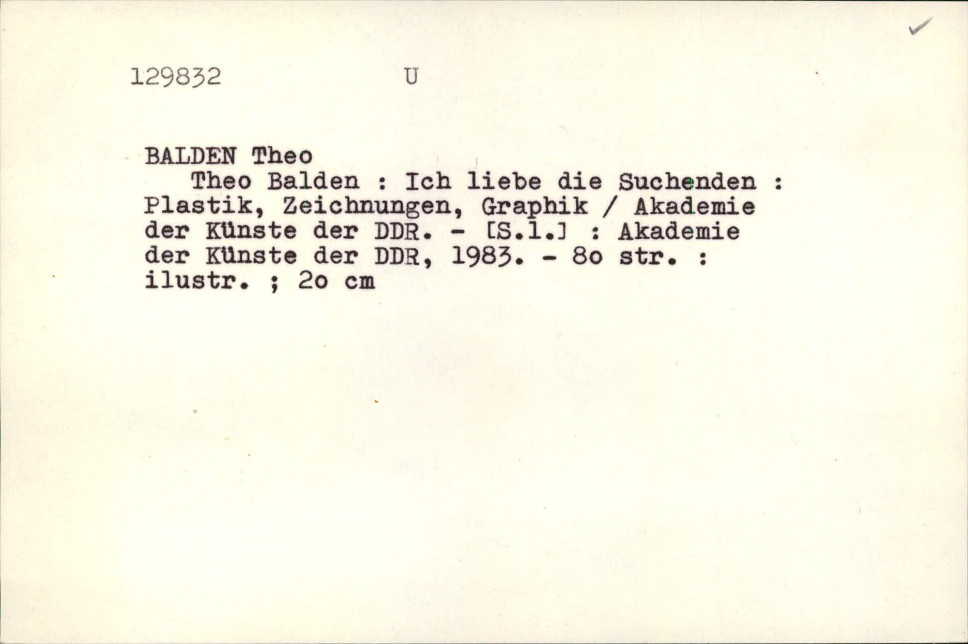 129832 U
BALDEN Theo
Theo Balden : Ich liebe die Suchenden :
Plastik, Zeichnungen, Graphik / Akademie
der Künste der DDR. - [S.l.] : Akademie
der Künste der DDR, 1983. - 80 str. :
ilustr. ; 20 cm